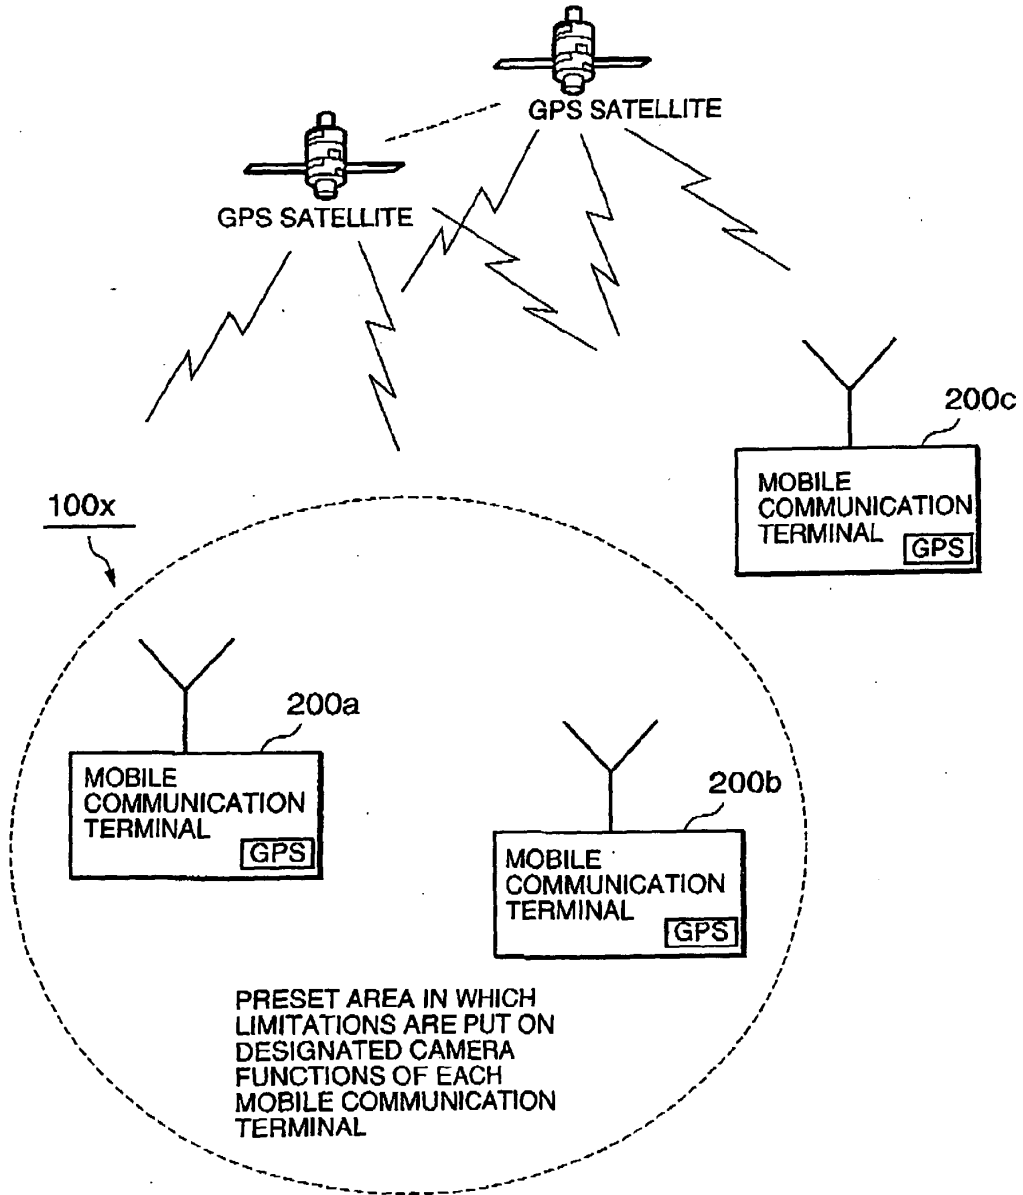 GPS SATELLITE
GPS SATELLITE
200c
MOBILE
COMMUNICATION
TERMINAL
GPS
100x
200a
MOBILE
COMMUNICATION
TERMINAL
GPS
200b
MOBILE
COMMUNICATION
TERMINAL
GPS
PRESET AREA IN WHICH
LIMITATIONS ARE PUT ON
DESIGNATED CAMERA
FUNCTIONS OF EACH
MOBILE COMMUNICATION
TERMINAL